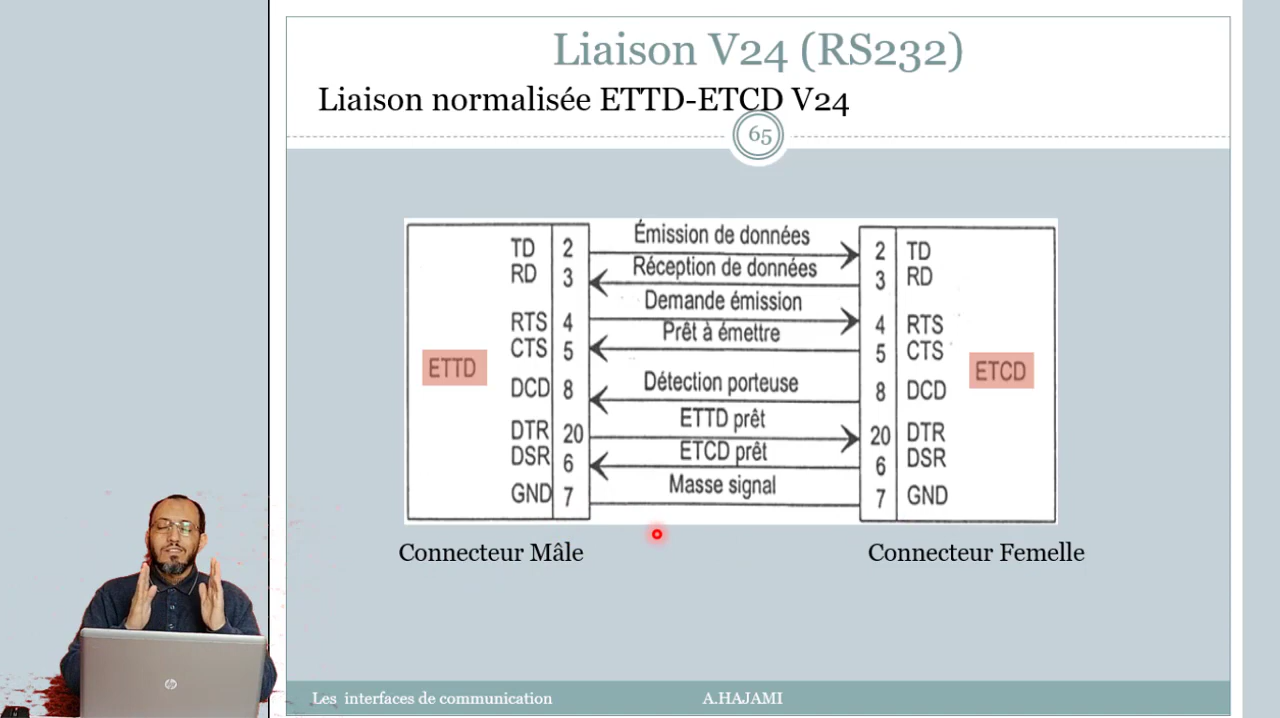 Liaison V24 (RS232)
Liaison normalisée ETTD-ETCD V24
65
Émission de données
TD 2 2 TD
Réception de données
RD 3 3 RD
Demande émission
RTS 4 4 RTS
Prêt à émettre
CTS 5 5 CTS
ETTD ETCD
Détection porteuse
DCD 8 8 DCD
ETTD prêt
DTR 20 20 DTR
ETCD prêt
DSR 6 6 DSR
Masse signal
GND 7 7 GND
Connecteur Mâle Connecteur Femelle
hp
Les interfaces de communication A.HAJAMI